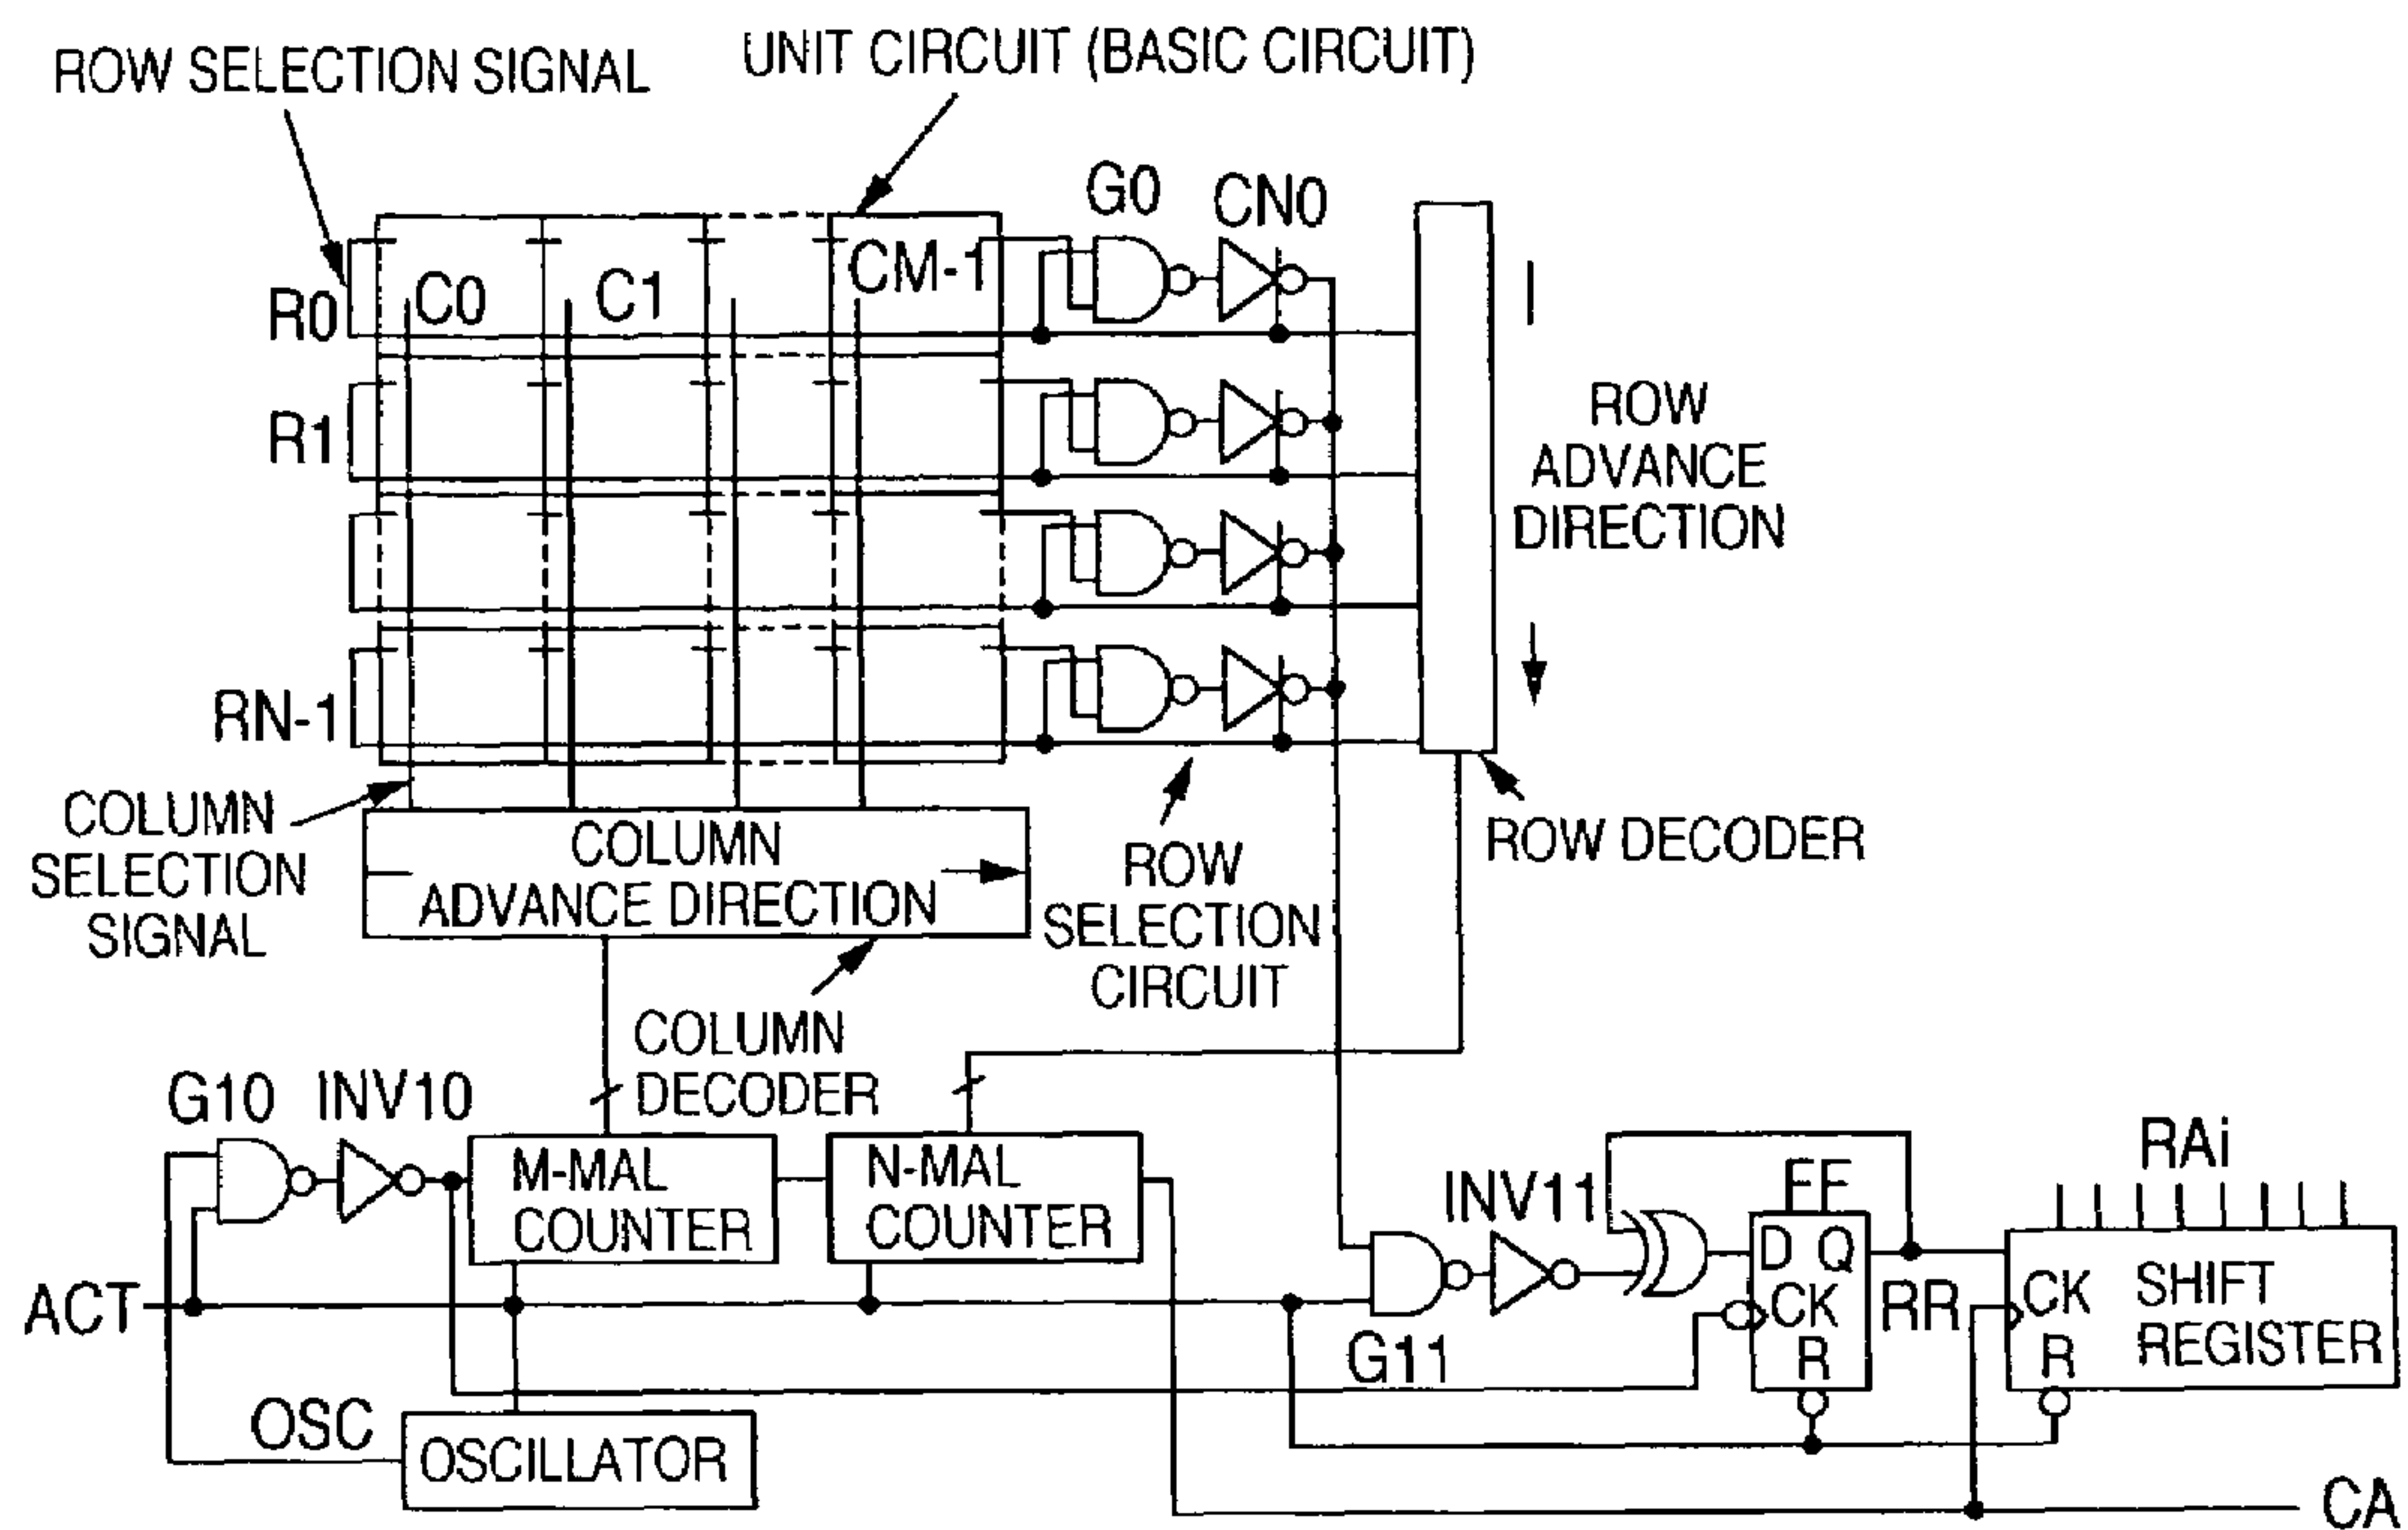 ROW SELECTION SIGNAL
UNIT CIRCUIT (BASIC CIRCUIT)
G0
CN0
C0
C1
CM-1
R0
R1
RN-1
ROW
ADVANCE
DIRECTION
COLUMN
SELECTION
SIGNAL
COLUMN
ADVANCE DIRECTION
ROW
SELECTION
CIRCUIT
ROW DECODER
COLUMN
DECODER
G10
INV10
M-MAL
COUNTER
N-MAL
COUNTER
INV11
FF
D Q
CK
R
RR
RAi
CK
R
SHIFT
REGISTER
ACT
G11
OSC
OSCILLATOR
CA